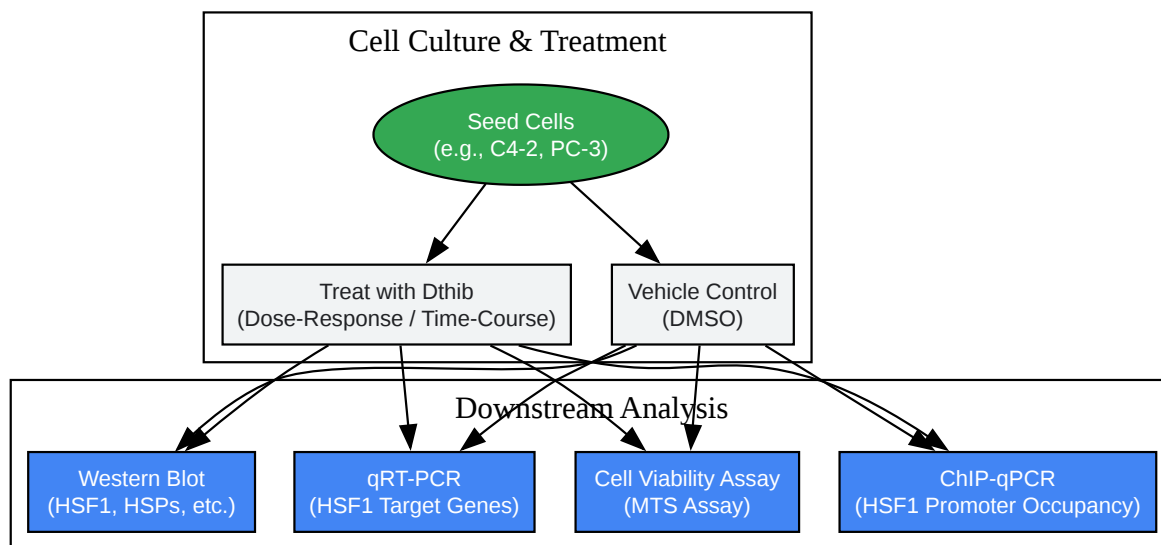 Cell Culture & Treatment
Seed Cells
(e.g., C4-2, PC-3)
Treat with Dthib
(Dose-Response / Time-Course)
Vehicle Control
(DMSO)
Downstream Analysis
Western Blot
(HSF1, HSPs, etc.)
qRT-PCR
(HSF1 Target Genes)
Cell Viability Assay
(MTS Assay)
ChIP-qPCR
(HSF1 Promoter Occupancy)